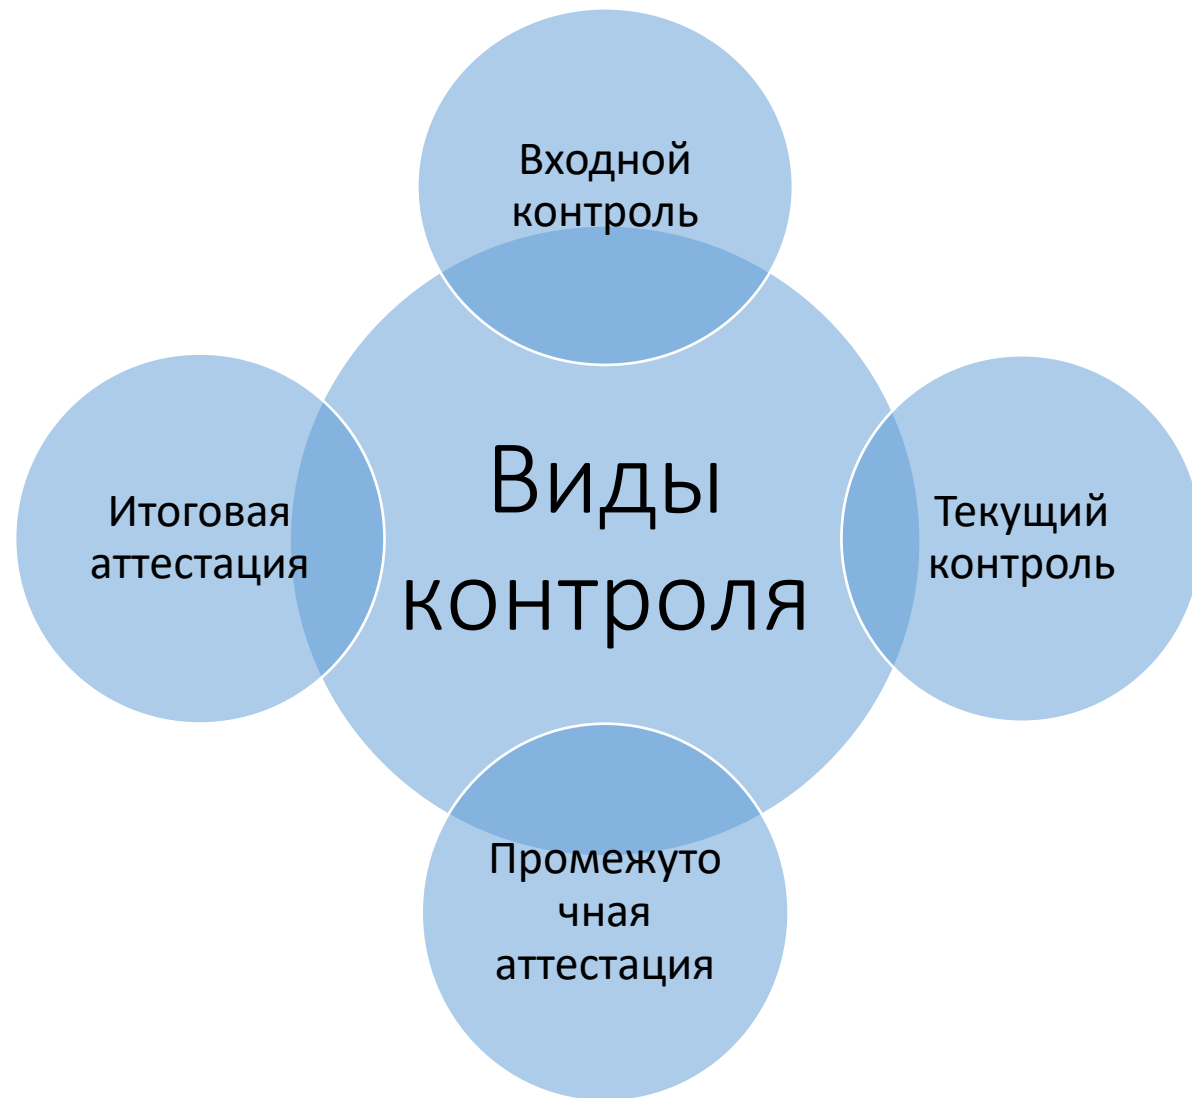 Входной
контроль
Виды
контроля
Итоговая
аттестация
Текущий
контроль
Промежуто
чная
аттестация